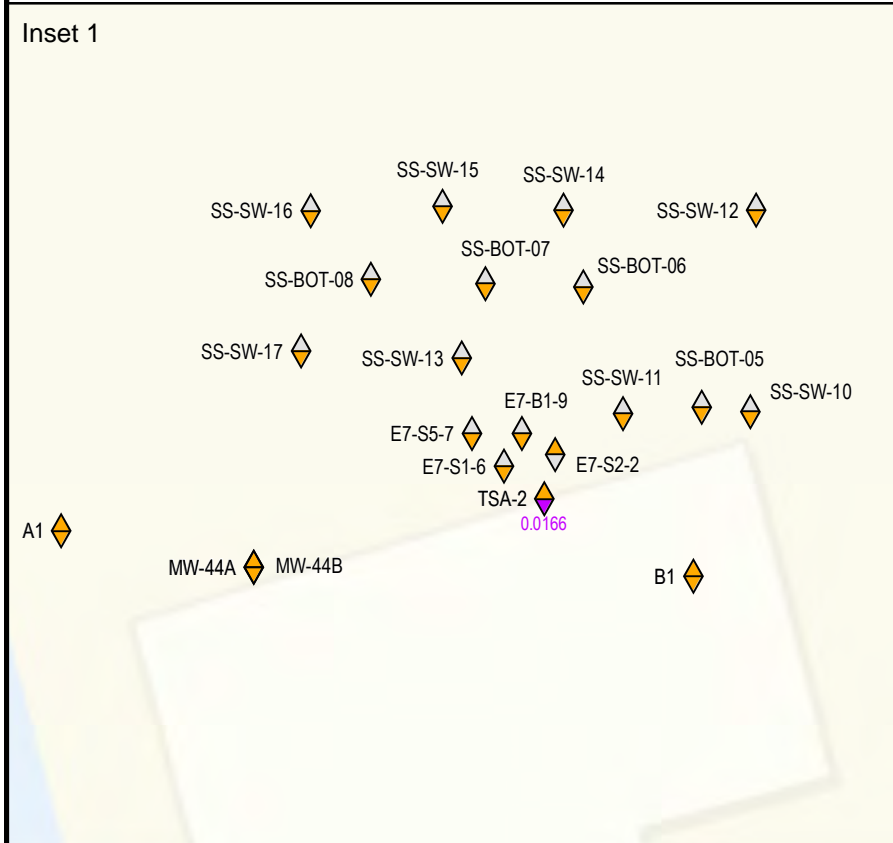 Inset 1
SS-SW-15
SS-SW-14
SS-SW-16
SS-SW-12
SS-BOT-07
SS-BOT-08
SS-BOT-06
SS-SW-17
SS-SW-13
SS-BOT-05
SS-SW-11
SS-SW-10
E7-B1-9
E7-S5-7
E7-S1-6
E7-S2-2
TSA-2
0.0166
A1
MW-44A
MW-44B
B1